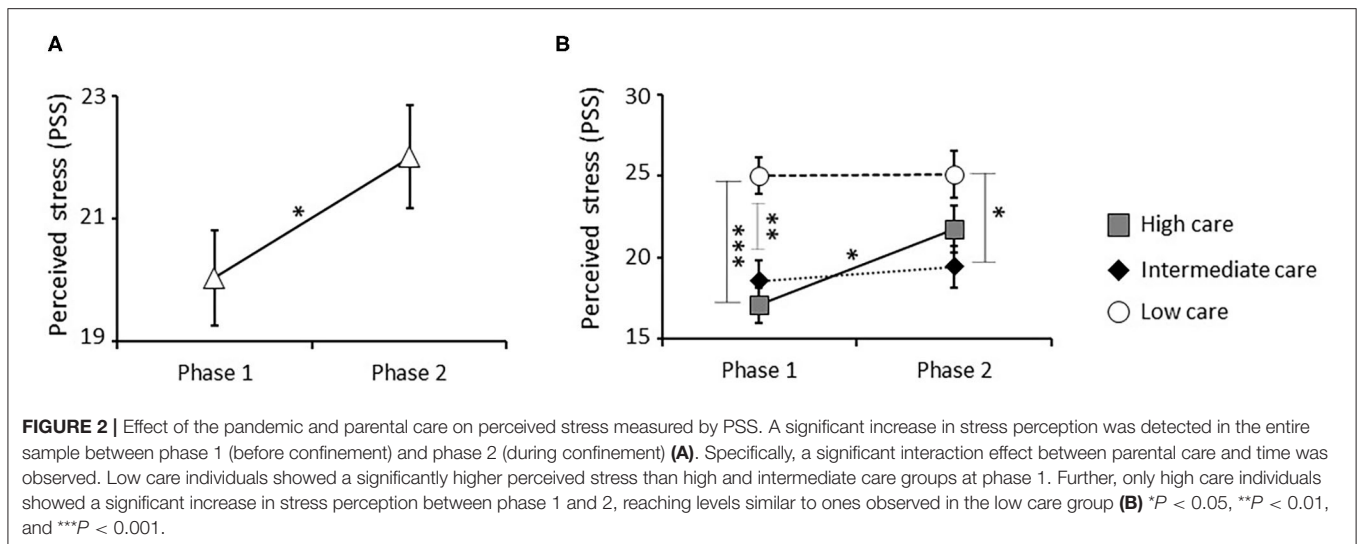 A
B
Perceived stress (PSS)
23
21
19
*
Phase 1
Phase 2
Perceived stress (PSS)
30
25
20
15
***
**
*
*
Phase 1
Phase 2
High care
Intermediate care
Low care
FIGURE 2 | Effect of the pandemic and parental care on perceived stress measured by PSS. A significant increase in stress perception was detected in the entire
sample between phase 1 (before confinement) and phase 2 (during confinement) (A). Specifically, a significant interaction effect between parental care and time was
observed. Low care individuals showed a significantly higher perceived stress than high and intermediate care groups at phase 1. Further, only high care individuals
showed a significant increase in stress perception between phase 1 and 2, reaching levels similar to ones observed in the low care group (B) *P < 0.05, **P < 0.01,
and ***P < 0.001.